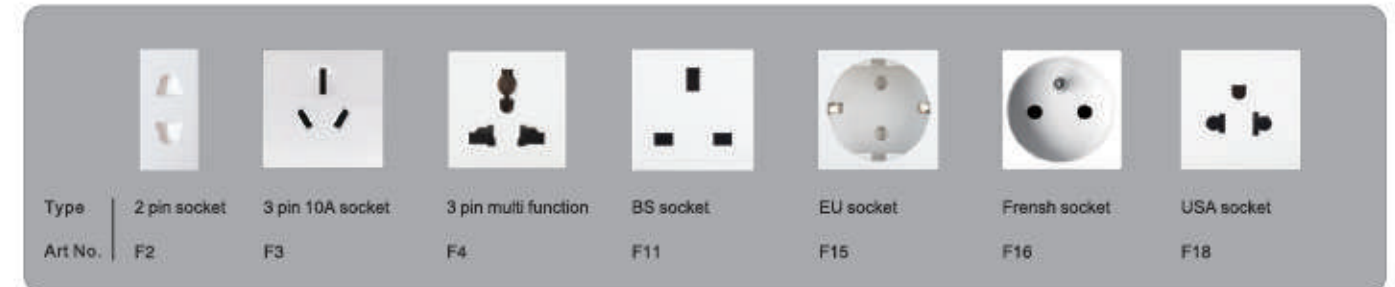 Type 2 pin socket 3 pin 10A socket 3 pin multi function BS socket EU socket Frensh socket USA socket
Art No. F2 F3 F4 F11 F15 F16 F18